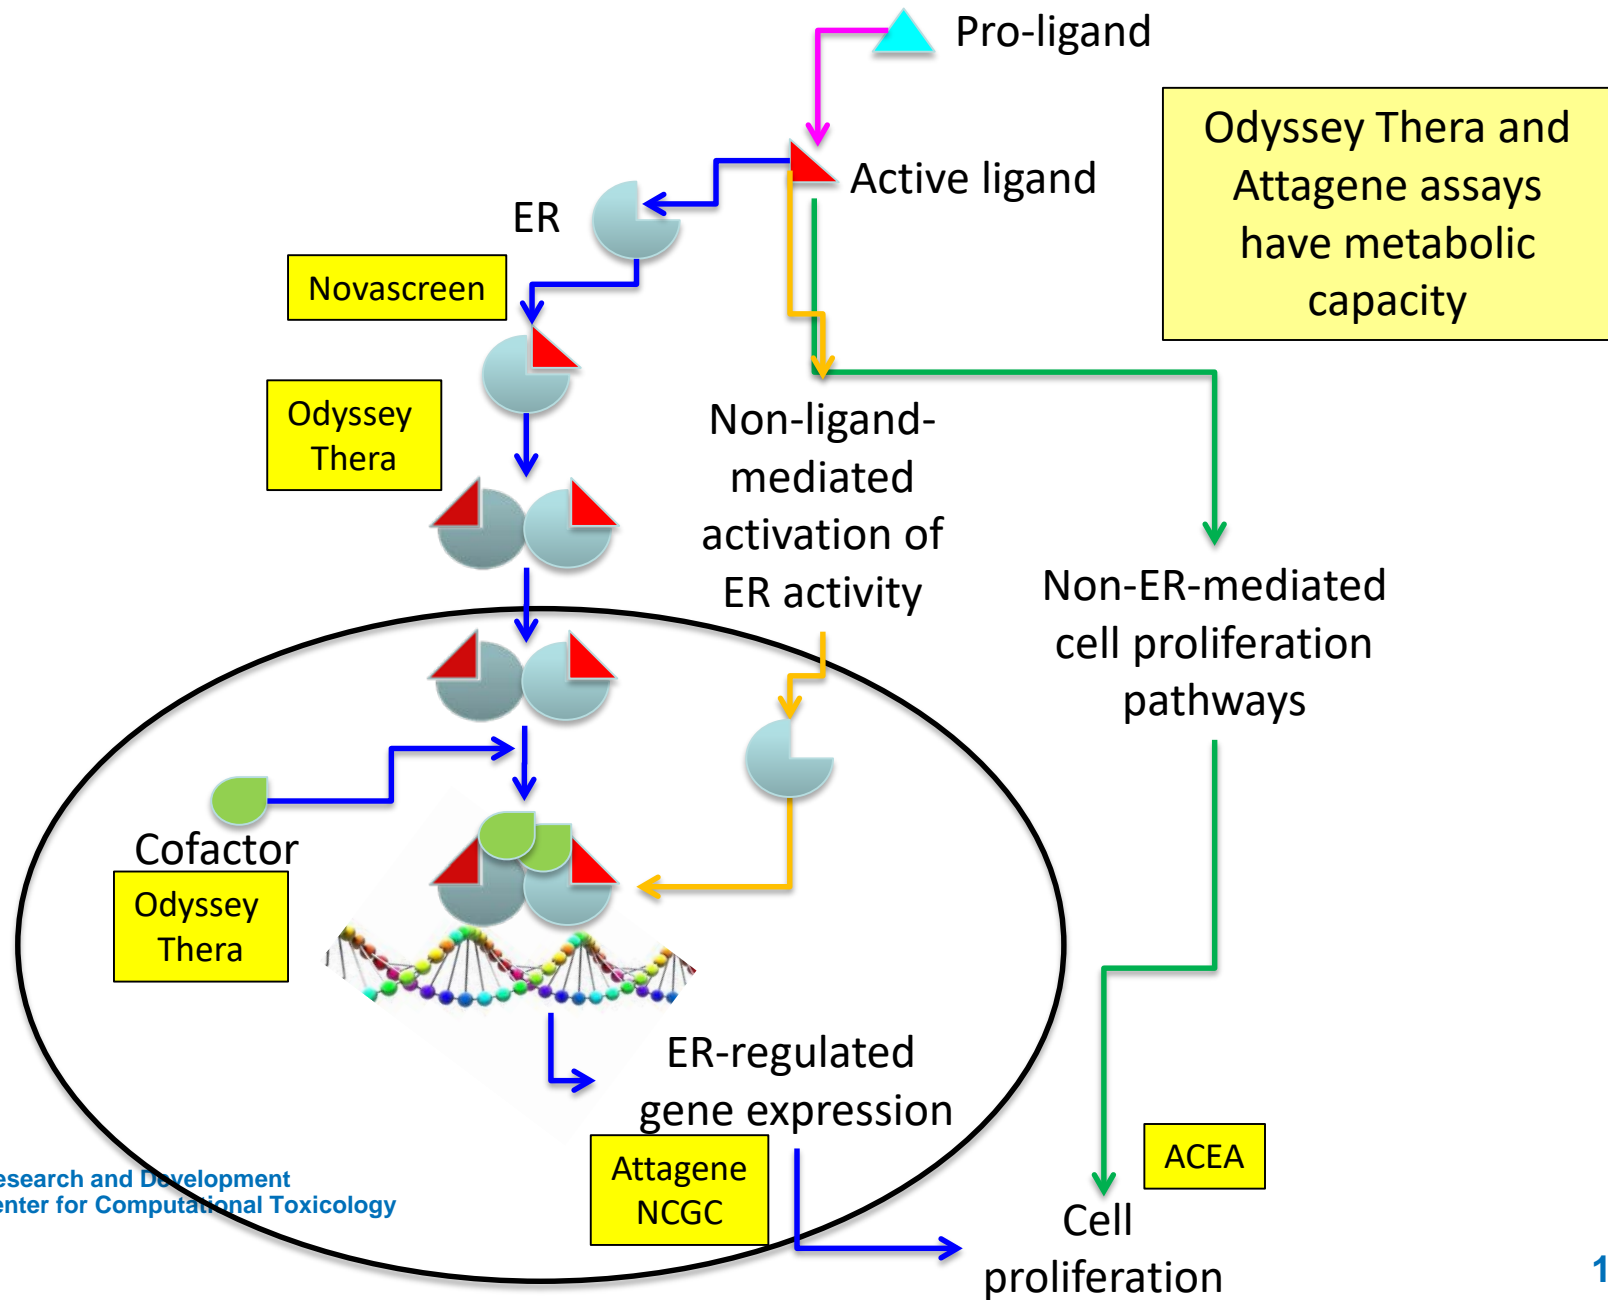 Pro-ligand
Odyssey Thera and
Attagene assays
have metabolic
capacity
Active ligand
ER
Novascreen
Odyssey
Thera
Non-ligand-
mediated
activation of
ER activity
Non-ER-mediated
cell proliferation
pathways
Cofactor
Odyssey
Thera
ER-regulated
gene expression
Attagene
NCGC
ACEA
Cell
proliferation
esearch and Development
enter for Computational Toxicology
1